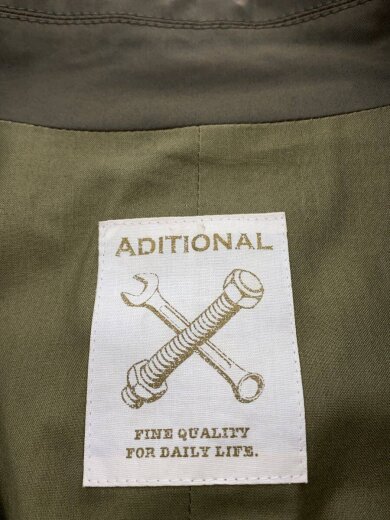 ADITIONAL
FINE QUALITY
FOR DAILY LIFE.